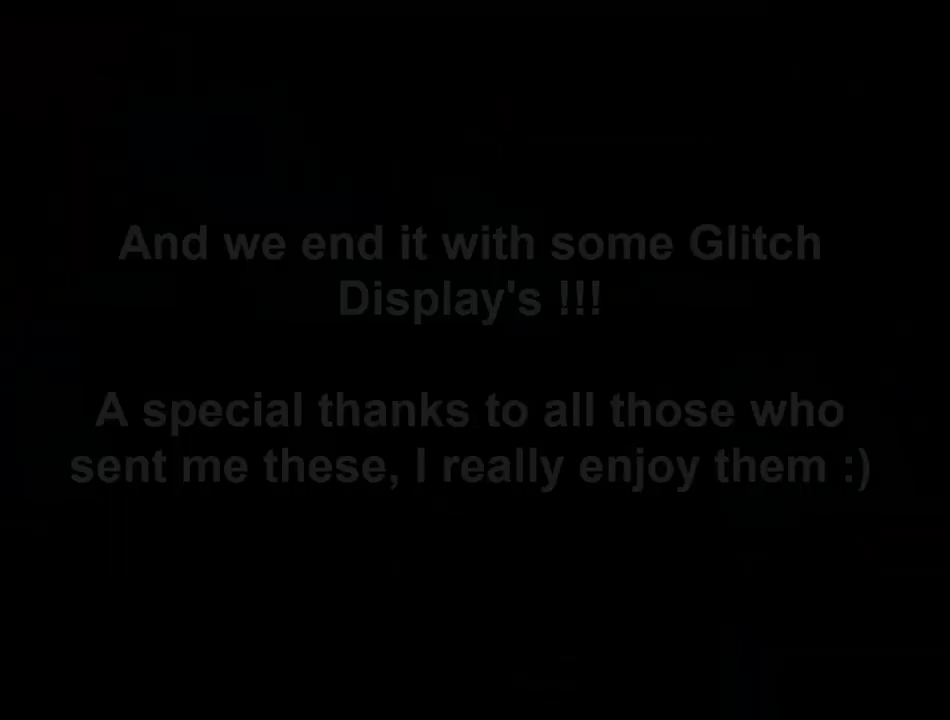 And we end it with some Glitch
Display's !!!
A special thanks to all those who
sent me these, I really enjoy them :)